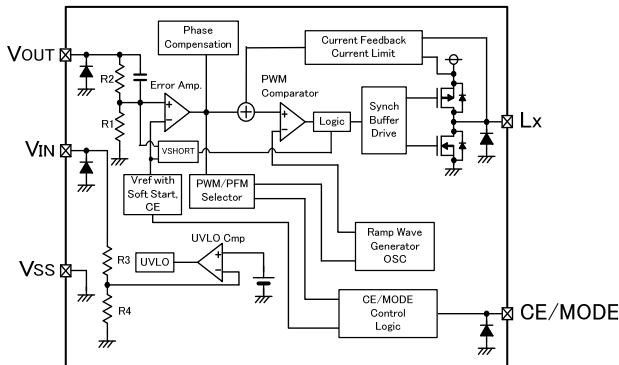 Phase
Compensation
Current Feedback
Current Limit
VOUT
R2
Error Amp.
PWM
Comparator
R1
Logic
Synch
Buffer
Drive
Lx
VIN
VSHORT
Vref with
Soft Start,
CE
PWM/PFM
Selector
Ramp Wave
Generator
OSC
UVLO Cmp
UVLO
R3
VSS
R4
CE/MODE
Control
Logic
CE/MODE